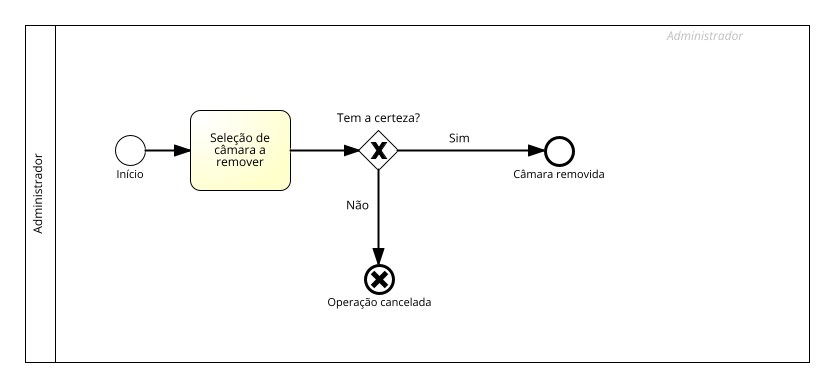 Administrador
Administrador
Tem a certeza?
Seleção de
câmara a
remover
Sim
Início
Câmara removida
Não
Operação cancelada